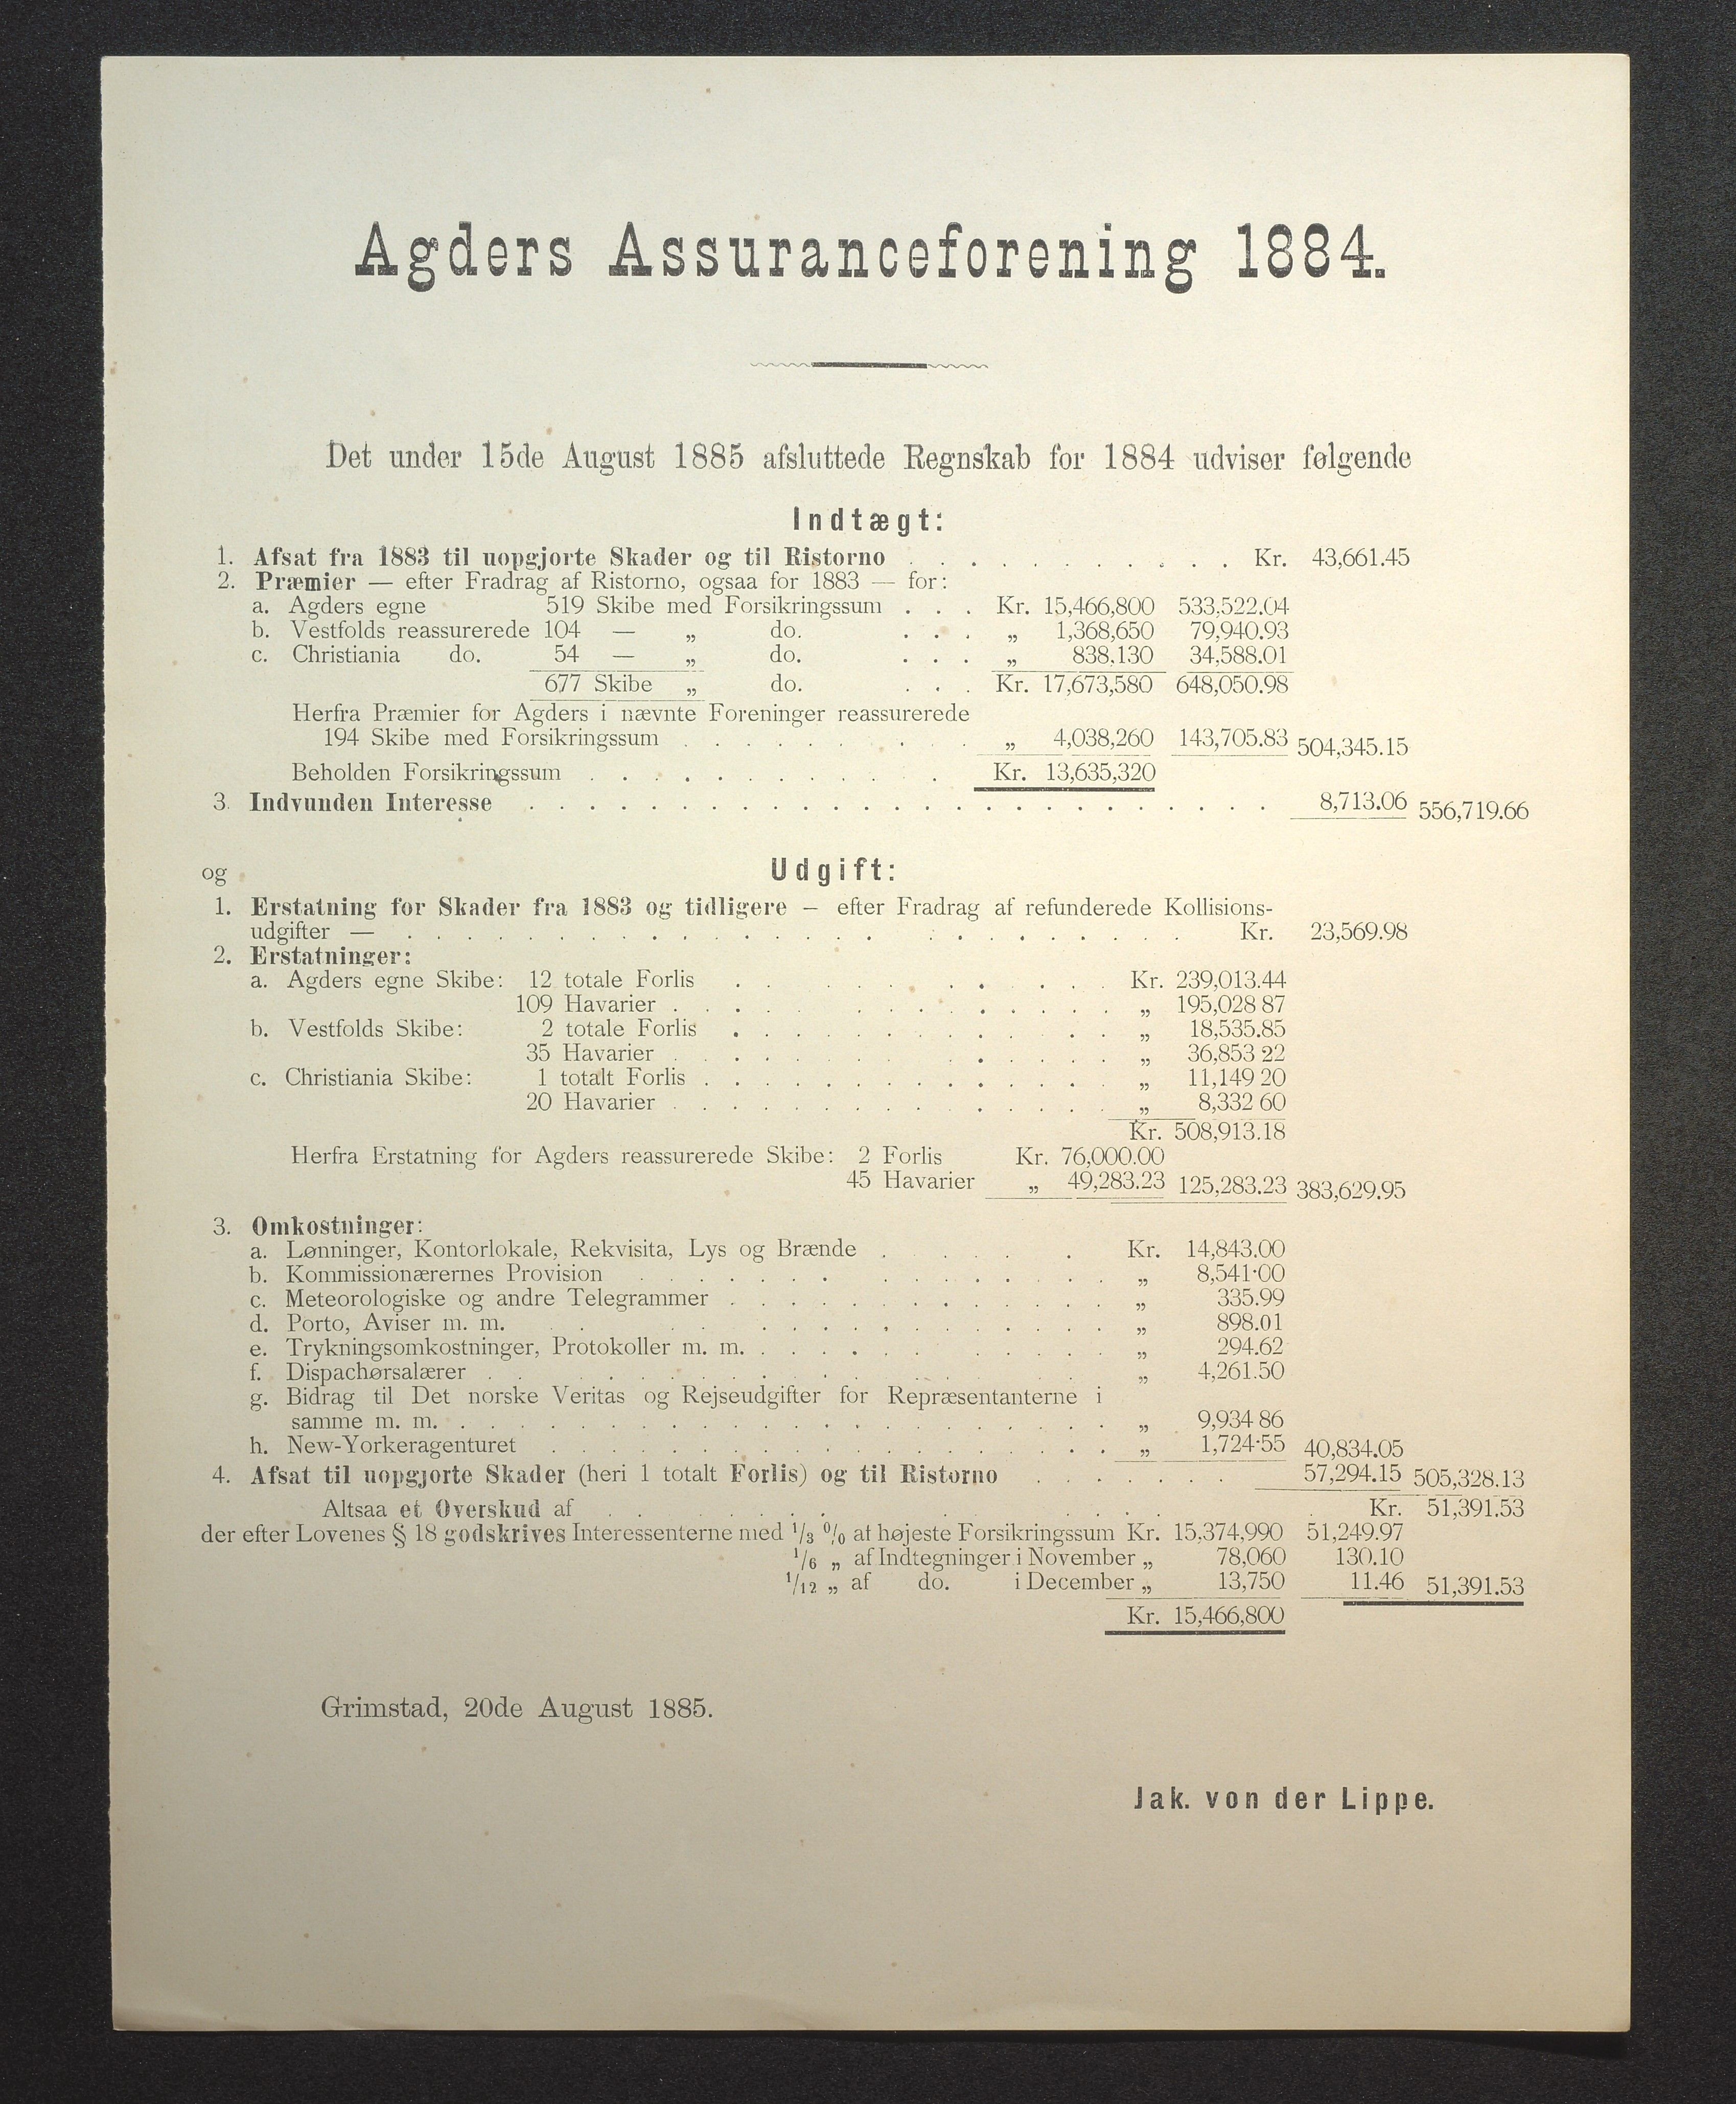 Agders Assuranceforening 1884.
Det under 15de August 1885 afsluttede Regnskab for 1884 udviser følgende
Indtægt:
1. Afsat fra 1883 til uopgjorte Skader og til Ristorno . . . . . . . . . . . Kr. 43,661.45
2. Præmier — efter Fradrag af Ristorno, ogsaa for 1883 — for:
a. Agders egne 519 Skibe med Forsikringssum . . . Kr. 15,466,800 533,522.04
b. Vestfolds reassurerede 104 — „ do. . . . „ 1,368,650 79,940.93
c. Christiania do. 54 — „ do. . . . „ 838,130 34,588.01
677 Skibe „ do. . . . Kr. 17,673,580 648,050.98
Herfra Præmier for Agders i nævnte Foreninger reassurerede
194 Skibe med Forsikringssum . . . . . . . . . . „ 4,038,260 143,705.83 504,345.15
Beholden Forsikringssum . . . . . . . . . . . . Kr. 13,635,320
3. Indvunden Interesse . . . . . . . . . . . . . . . . . . . . . . . . . 8,713.06 556,719.66
og Udgift:
1. Erstatning for Skader fra 1883 og tidligere — efter Fradrag af refunderede Kollisions-
udgifter — . . . . . . . . . . . . . . . . . . . . . . . . . . Kr. 23,569.98
2. Erstatninger:
a. Agders egne Skibe: 12 totale Forlis . . . . . . . . . . . Kr. 239,013.44
109 Havarier . . . . . . . . . . . . . . „ 195,028 87
b. Vestfolds Skibe: 2 totale Forlis . . . . . . . . . . . . . „ 18,535.85
35 Havarier . . . . . . . . . . . . . . „ 36,853 22
c. Christiania Skibe: 1 totalt Forlis . . . . . . . . . . . . . . „ 11,149 20
20 Havarier . . . . . . . . . . . . . . . „ 8,332 60
Kr. 508,913.18
Herfra Erstatning for Agders reassurerede Skibe: 2 Forlis Kr. 76,000.00
45 Havarier „ 49,283.23 125,283.23 383,629.95
3. Omkostninger:
a. Lønninger, Kontorlokale, Rekvisita, Lys og Brænde . . . . . Kr. 14,843.00
b. Kommissionærernes Provision . . . . . . . . . . . . . . . „ 8,541·00
c. Meteorologiske og andre Telegrammer . . . . . . . . . . . . . „ 335.99
d. Porto, Aviser m. m. . . . . . . . . . . . . . . . „ 898.01
e. Trykningsomkostninger, Protokoller m. m. . . . . . . . . . . . . „ 294.62
f. Dispachørsalærer . . . . . . . . . . . . . . . . . . . „ 4,261.50
g. Bidrag til Det norske Veritas og Rejseudgifter for Repræsentanterne i
samme m. m. . . . . . . . . . . . . . . . . . . . . . „ 9,934 86
h. New-Yorkeragenturet . . . . . . . . . . . . . . . . . . . „ 1,724·55 40,834.05
4. Afsat til uopgjorte Skader (heri 1 totalt Forlis) og til Ristorno . . . . . . . 57,294.15 505,328.13
Altsaa et Overskud af . . . . . . . . . . . . . . . . . . . Kr. 51,391.53
der efter Lovenes § 18 godskrives Interessenterne med 1/3 % af højeste Forsikringssum Kr. 15,374,990 51,249.97
1/6 „ af Indtegninger i November „ 78,060 130.10
1/12 „ af do. i December „ 13,750 11.46 51,391.53
Kr. 15,466,800
Grimstad, 20de August 1885.
Jak. von der Lippe.